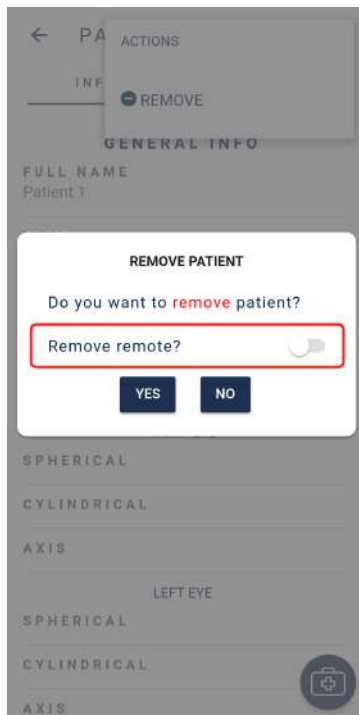 PA
ACTIONS
INF
REMOVE
GENERAL INFO
FULL NAME
Patient 1
REMOVE PATIENT
Do you want to remove patient?
Remove remote?
YES
NO
SPHERICAL
CYLINDRICAL
AXIS
LEFT EYE
SPHERICAL
CYLINDRICAL
AXIS